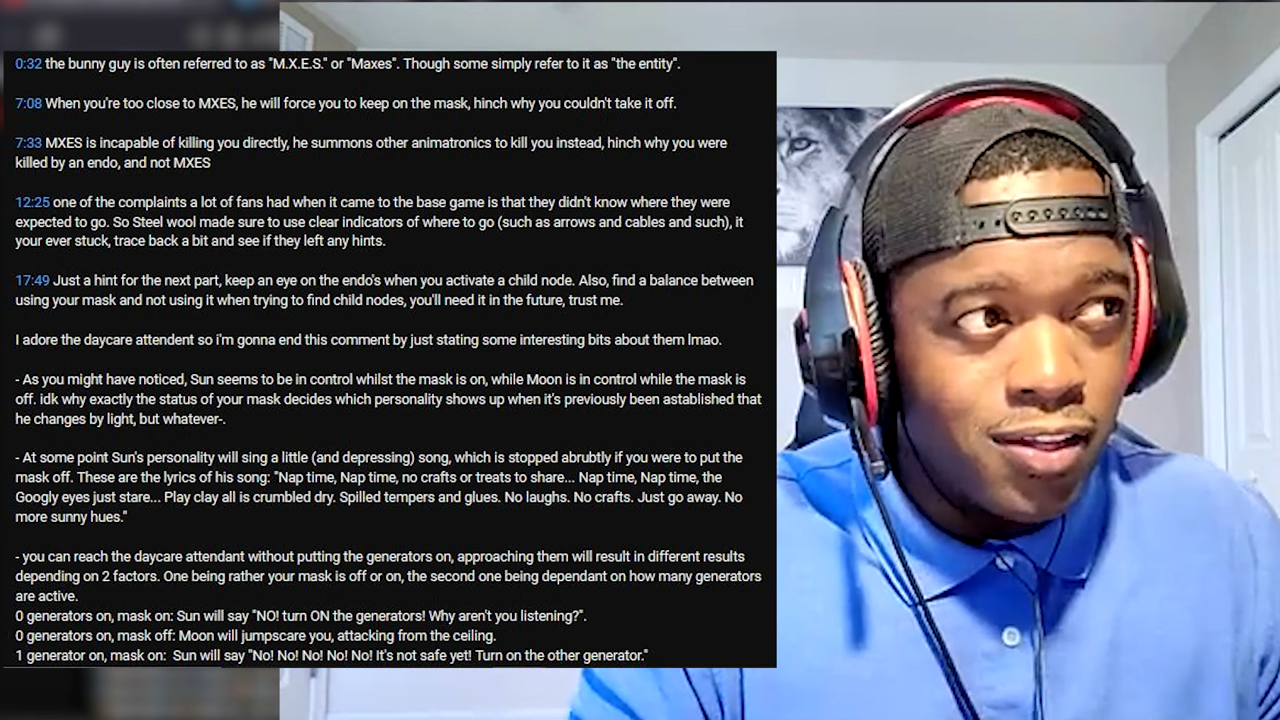 0:32 the bunny guy is often referred to as "M.X.E.S." or "Maxes". Though some simply refer to it as "the entity".
7:08 When you're too close to MXES, he will force you to keep on the mask, hinch why you couldn't take it off.
7:33 MXES is incapable of killing you directly, he summons other animatronics to kill you instead, hinch why you were
killed by an endo, and not MXES
12:25 one of the complaints a lot of fans had when it came to the base game is that they didn't know where they were
expected to go. So Steel wool made sure to use clear indicators of where to go (such as arrows and cables and such), it
your ever stuck, trace back a bit and see if they left any hints.
17:49 Just a hint for the next part, keep an eye on the endo's when you activate a child node. Also, find a balance between
using your mask and not using it when trying to find child nodes, you'll need it in the future, trust me.
I adore the daycare attendent so i'm gonna end this comment by just stating some interesting bits about them lmao.
- As you might have noticed, Sun seems to be in control whilst the mask is on, while Moon is in control while the mask is
off. idk why exactly the status of your mask decides which personality shows up when it's previously been astablished that
he changes by light, but whatever-.
- At some point Sun's personality will sing a little (and depressing) song, which is stopped abrubtly if you were to put the
mask off. These are the lyrics of his song: "Nap time, Nap time, no crafts or treats to share... Nap time, Nap time, the
Googly eyes just stare... Play clay all is crumbled dry. Spilled tempers and glues. No laughs. No crafts. Just go away. No
more sunny hues."
- you can reach the daycare attendant without putting the generators on, approaching them will result in different results
depending on 2 factors. One being rather your mask is off or on, the second one being dependant on how many generators
are active.
0 generators on, mask on: Sun will say "NO! turn ON the generators! Why aren't you listening?".
0 generators on, mask off: Moon will jumpscare you, attacking from the ceiling.
1 generator on, mask on: Sun will say "No! No! No! No! No! It's not safe yet! Turn on the other generator."